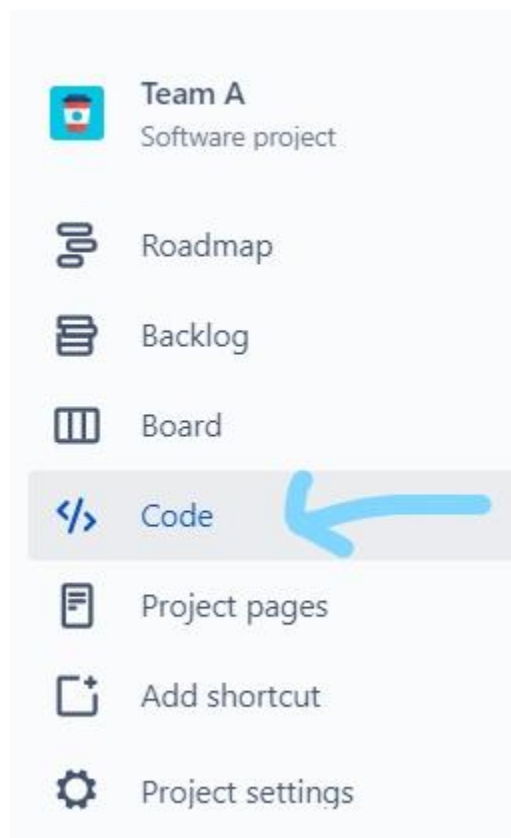 Team A
Software project
Roadmap
Backlog
Board
Code
Project pages
Add shortcut
Project settings